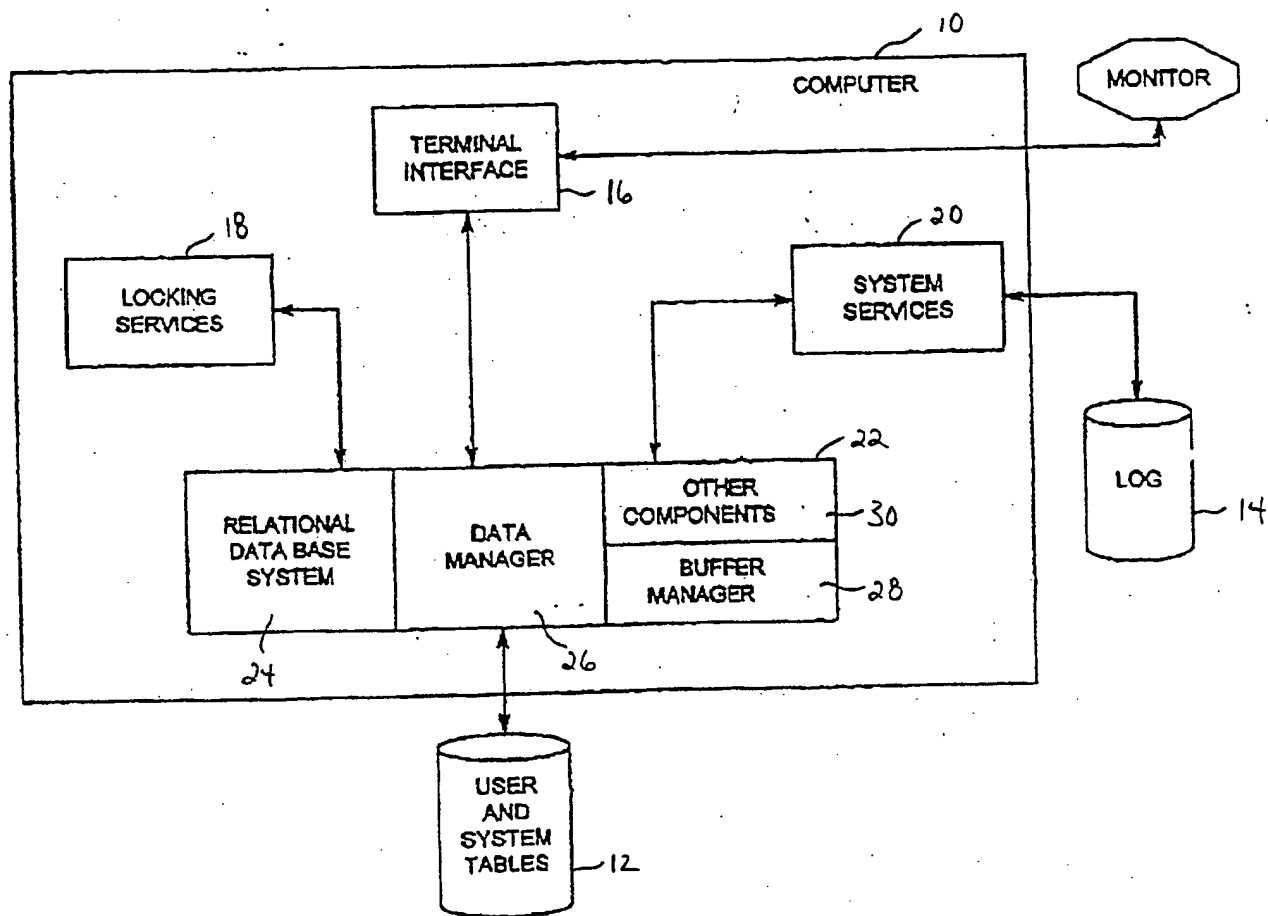 10
COMPUTER
MONITOR
TERMINAL
INTERFACE
16
18
20
LOCKING
SERVICES
SYSTEM
SERVICES
22
RELATIONAL
DATA BASE
SYSTEM
DATA
MANAGER
OTHER
COMPONENTS
30
BUFFER
MANAGER
28
LOG
14
24
26
USER
AND
SYSTEM
TABLES
12